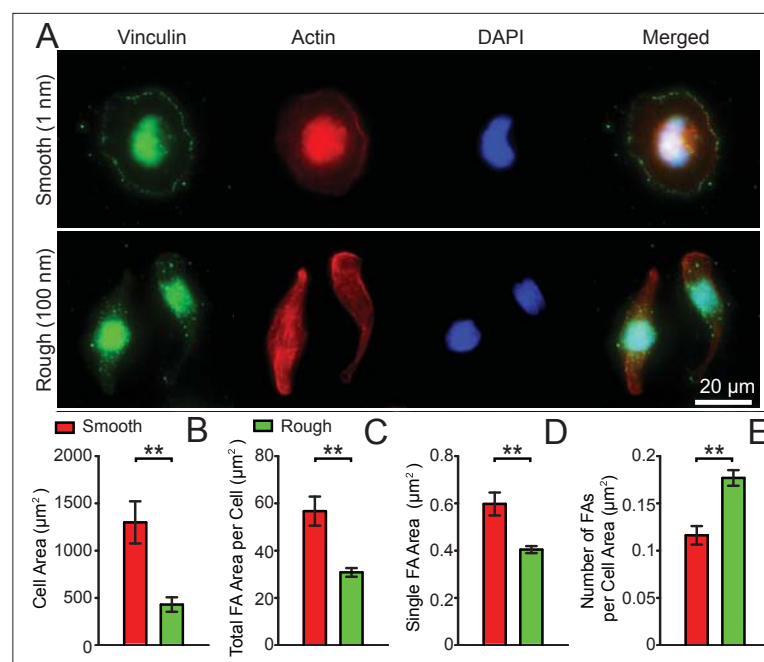 A
Vinculin Actin DAPI Merged
Smooth (1 nm)
Rough (100 nm)
20 µm
Smooth B Rough C D E
** ** ** **
Cell Area (µm²)
2000
1500
1000
500
0
Total FA Area per Cell (µm²)
80
60
40
20
0
Single FA Area (µm²)
0.8
0.6
0.4
0.2
0
Number of FAs
per Cell Area (µm²)
0.2
0.15
0.1
0.05
0